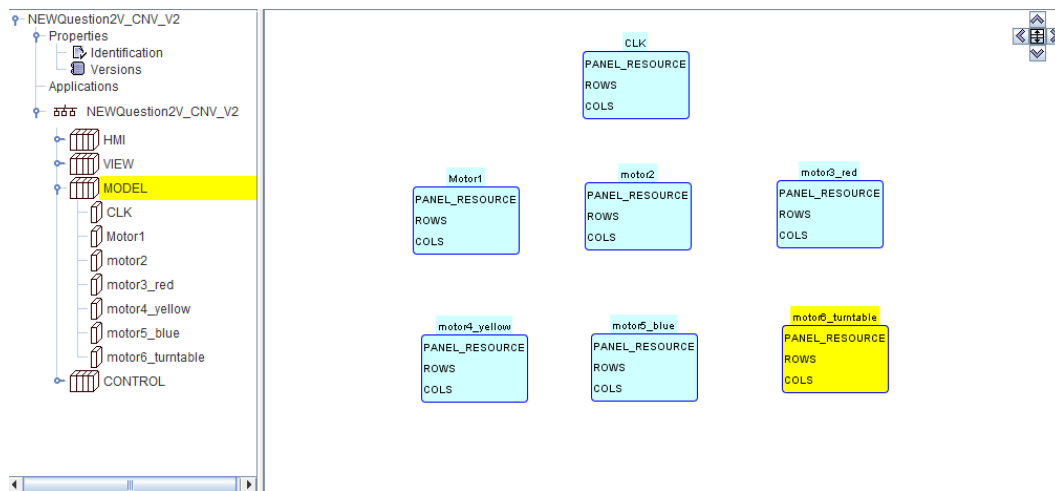 NEWQuestion2V_CNV_V2
Properties
Identification
Versions
Applications
NEWQuestion2V_CNV_V2
HMI
VIEW
MODEL
CLK
Motor1
motor2
motor3_red
motor4_yellow
motor5_blue
motor6_turntable
CONTROL
CLK
PANEL_RESOURCE
ROWS
COLS
Motor1
PANEL_RESOURCE
ROWS
COLS
motor2
PANEL_RESOURCE
ROWS
COLS
motor3_red
PANEL_RESOURCE
ROWS
COLS
motor4_yellow
PANEL_RESOURCE
ROWS
COLS
motor5_blue
PANEL_RESOURCE
ROWS
COLS
motor6_turntable
PANEL_RESOURCE
ROWS
COLS